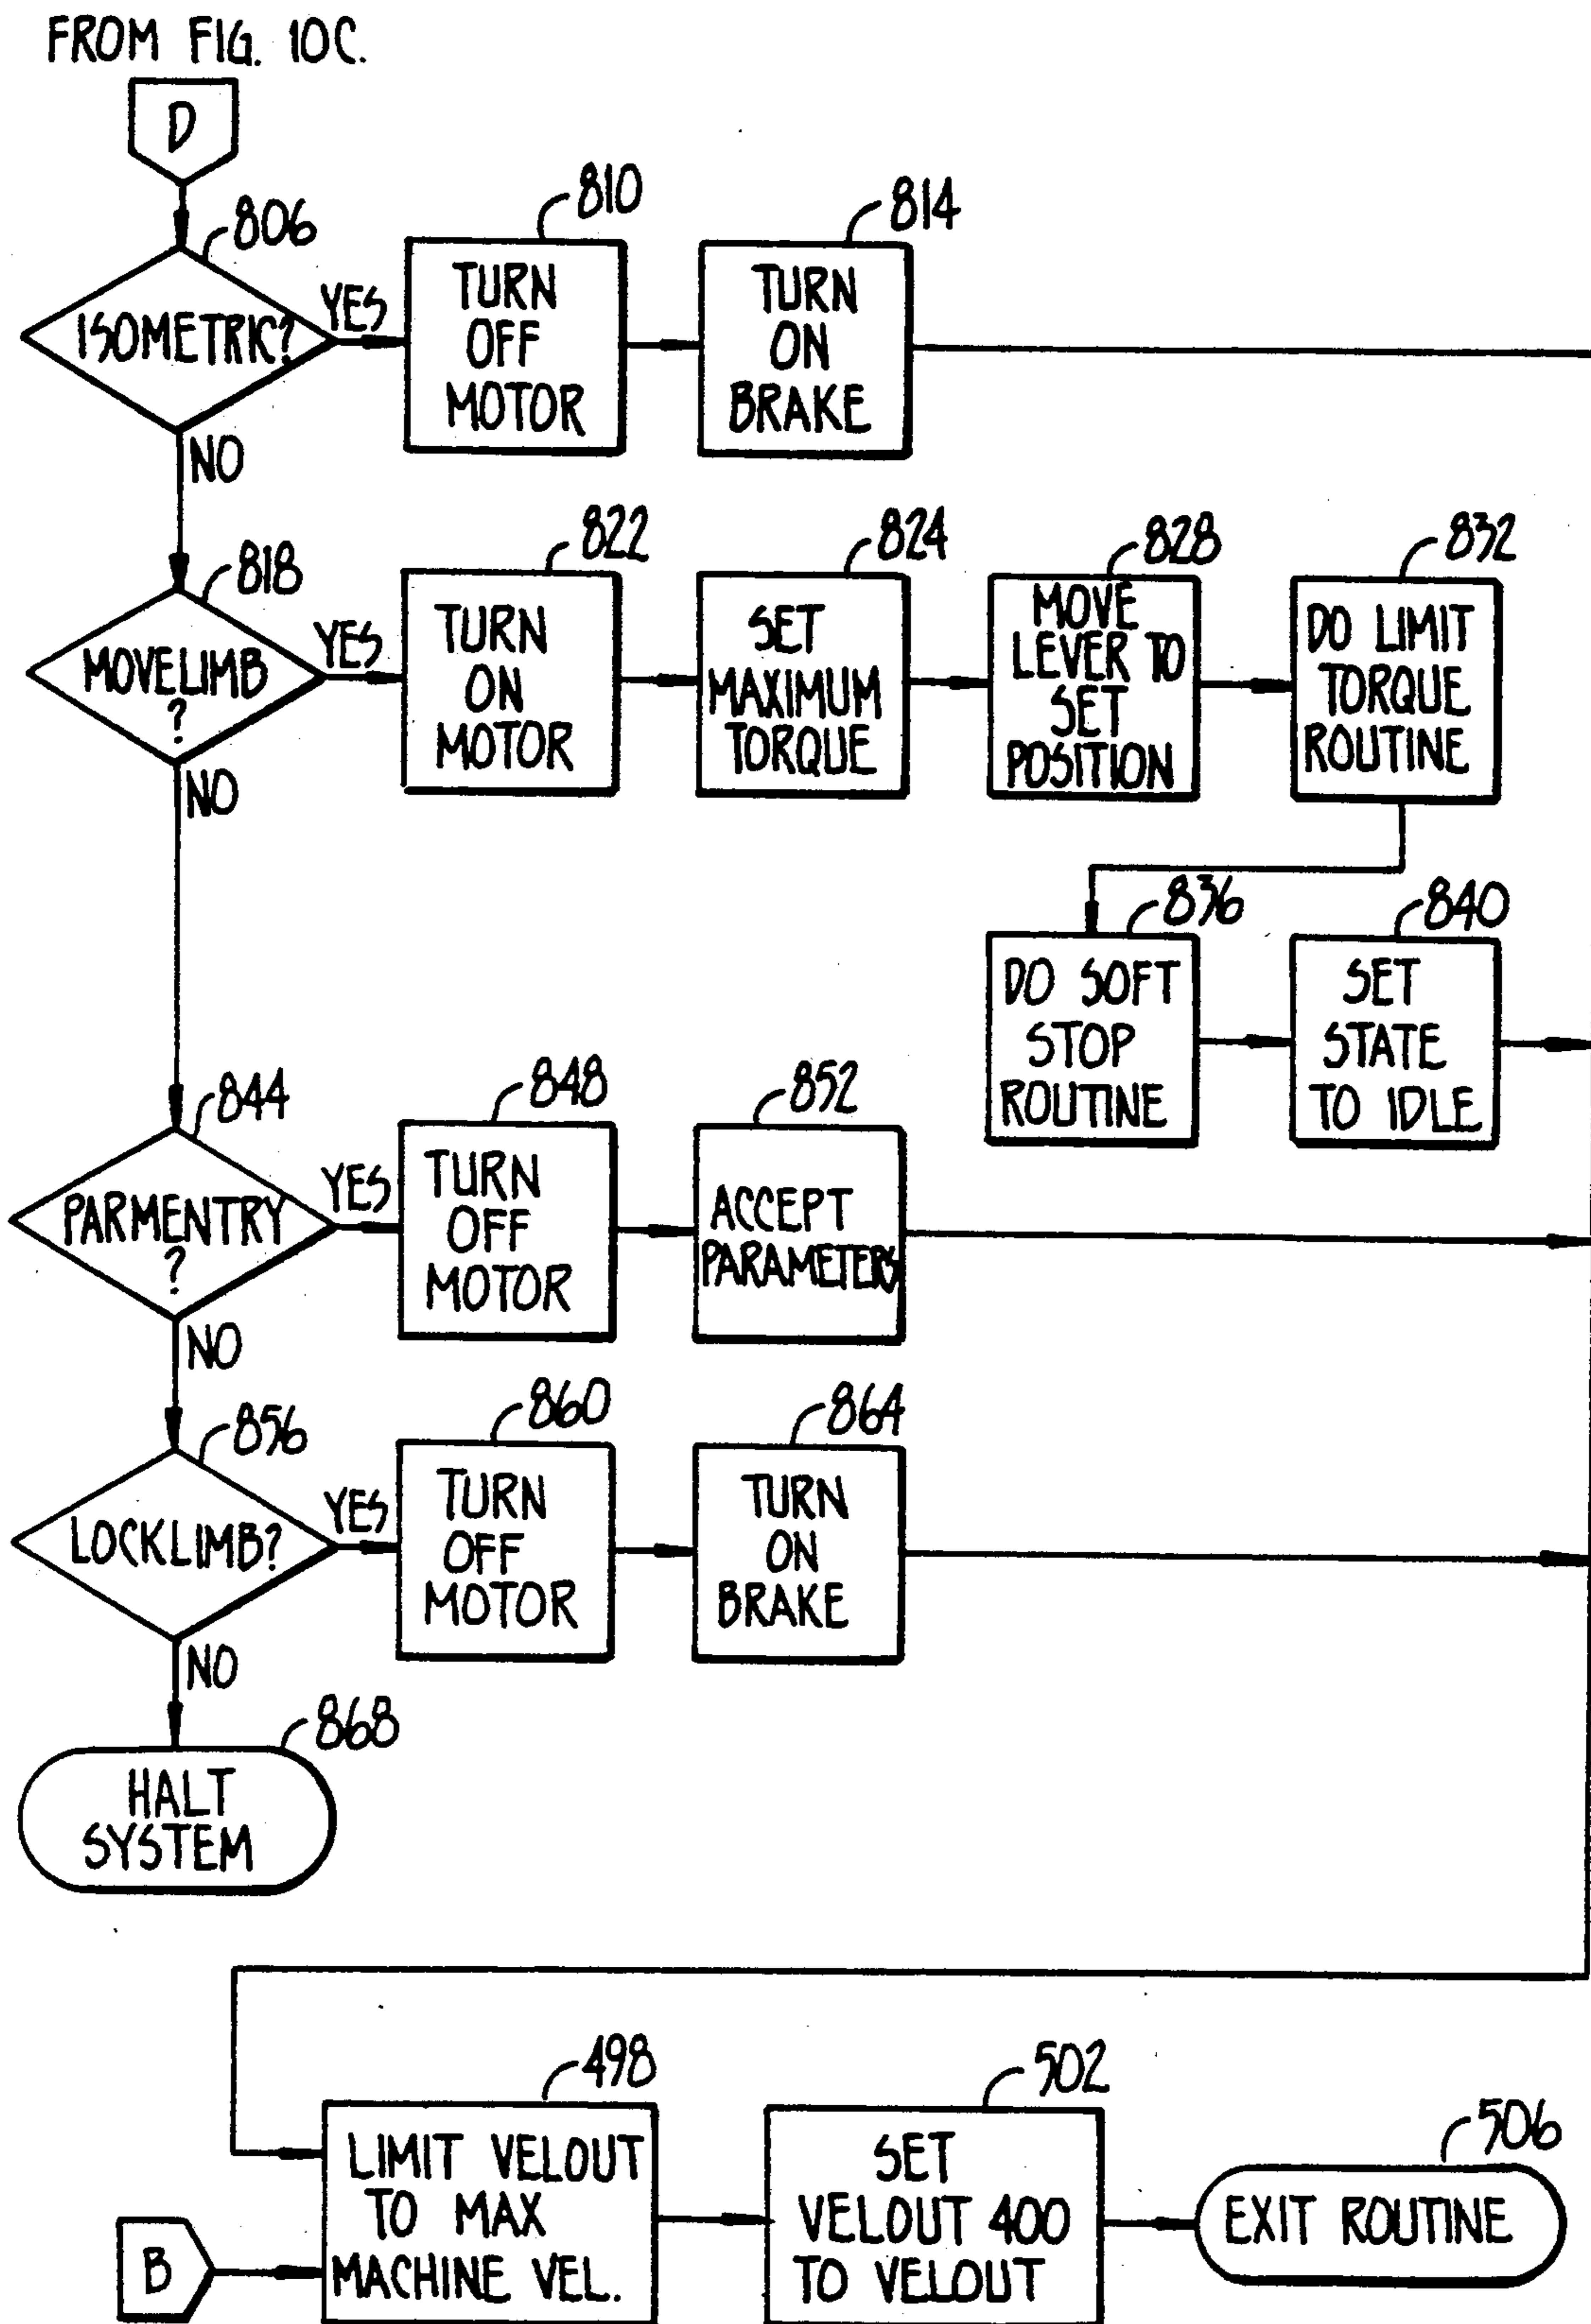 FROM FIG. 10C.
D
806
ISOMETRIC?
YES
NO
810
TURN
OFF
MOTOR
814
TURN
ON
BRAKE
818
MOVELIMB
?
YES
NO
822
TURN
ON
MOTOR
824
SET
MAXIMUM
TORQUE
828
MOVE
LEVER TO
SET
POSITION
832
DO LIMIT
TORQUE
ROUTINE
836
DO SOFT
STOP
ROUTINE
840
SET
STATE
TO IDLE
844
PARMENTRY
?
YES
NO
848
TURN
OFF
MOTOR
852
ACCEPT
PARAMETERS
856
LOCKLIMB?
YES
NO
860
TURN
OFF
MOTOR
864
TURN
ON
BRAKE
868
HALT
SYSTEM
B
498
LIMIT VELOUT
TO MAX
MACHINE VEL.
502
SET
VELOUT 400
TO VELOUT
506
EXIT ROUTINE